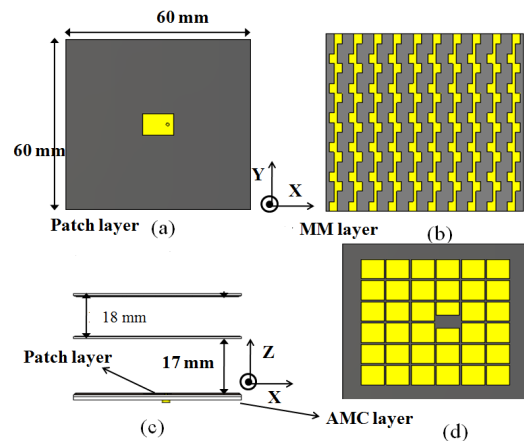 60 mm
60 mm
Y
X
Patch layer
(a)
MM layer
(b)
18 mm
Patch layer
17 mm
Z
X
(c)
AMC layer
(d)